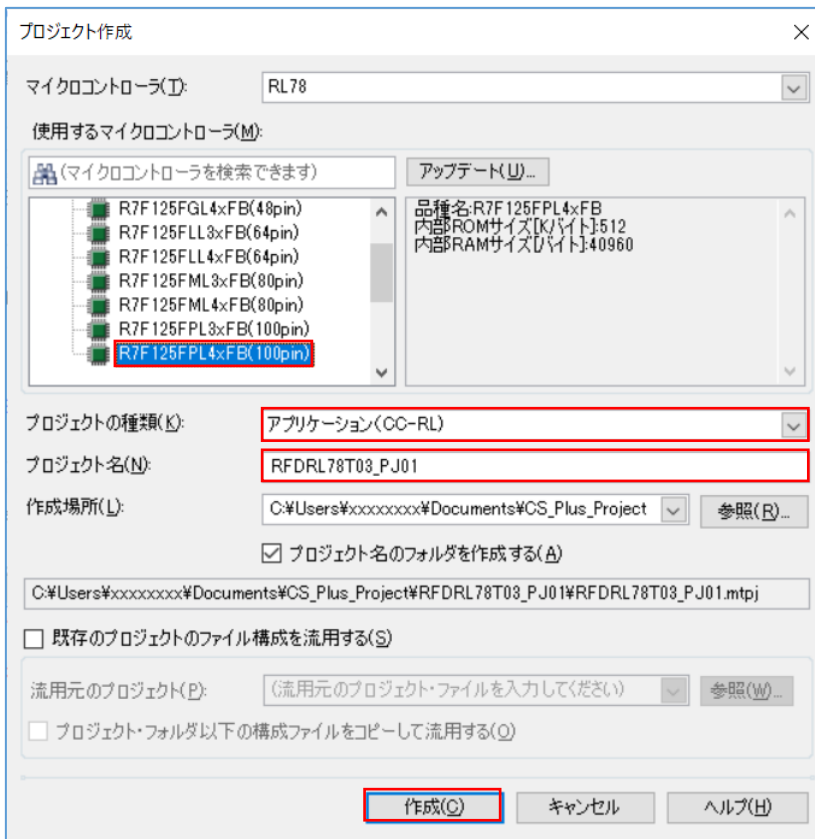 プロジェクト作成
マイクロコントローラ(T): RL78
使用するマイクロコントローラ(M):
(マイクロコントローラを検索できます) アップデート(U)...
R7F125FGL4xFB(48pin)
R7F125FLL3xFB(64pin)
R7F125FLL4xFB(64pin)
R7F125FML3xFB(80pin)
R7F125FML4xFB(80pin)
R7F125FPL3xFB(100pin)
R7F125FPL4xFB(100pin)
品種名:R7F125FPL4xFB
内部ROMサイズ[Kバイト]:512
内部RAMサイズ[バイト]:40960
プロジェクトの種類(K): アプリケーション(CC-RL)
プロジェクト名(N): RFDRL78T03_PJ01
作成場所(L): C:¥Users¥xxxxxxxx¥Documents¥CS_Plus_Project 参照(R)...
プロジェクト名のフォルダを作成する(A)
C:¥Users¥xxxxxxxx¥Documents¥CS_Plus_Project¥RFDRL78T03_PJ01¥RFDRL78T03_PJ01.mtpj
既存のプロジェクトのファイル構成を流用する(S)
流用元のプロジェクト(P): (流用元のプロジェクト・ファイルを入力してください) 参照(W)...
プロジェクト・フォルダ以下の構成ファイルをコピーして流用する(O)
作成(C) キャンセル ヘルプ(H)